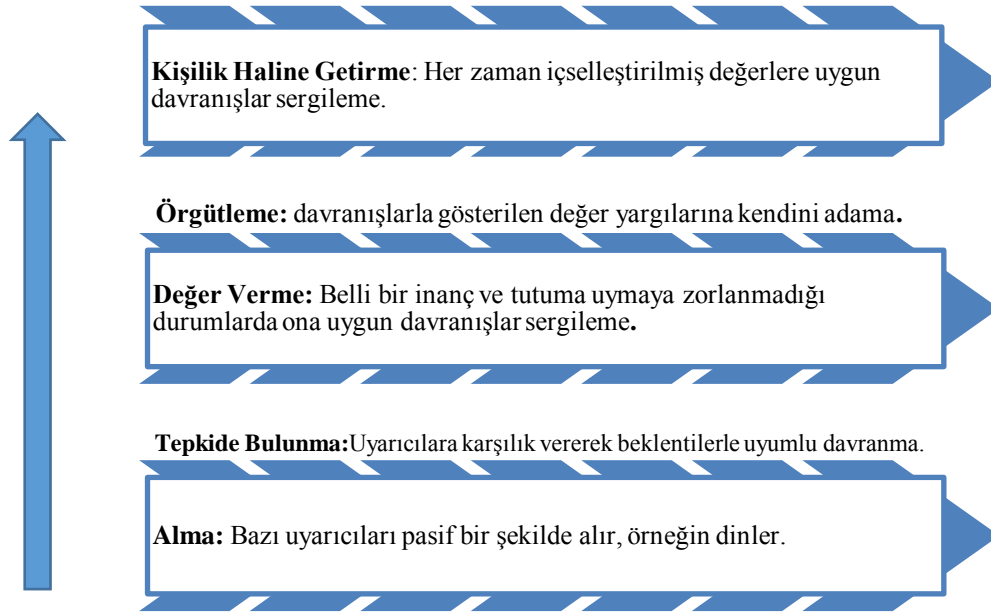 Kişilik Haline Getirme: Her zaman içselleştirilmiş değerlere uygun
davranışlar sergileme.
Örgütleme: davranışlarla gösterilen değer yargılarına kendini adama.
Değer Verme: Belli bir inanç ve tutuma uymaya zorlanmadığı
durumlarda ona uygun davranışlar sergileme.
Tepkide Bulunma:Uyarıcılara karşılık vererek beklentilerle uyumlu davranma.
Alma: Bazı uyarıcıları pasif bir şekilde alır, örneğin dinler.